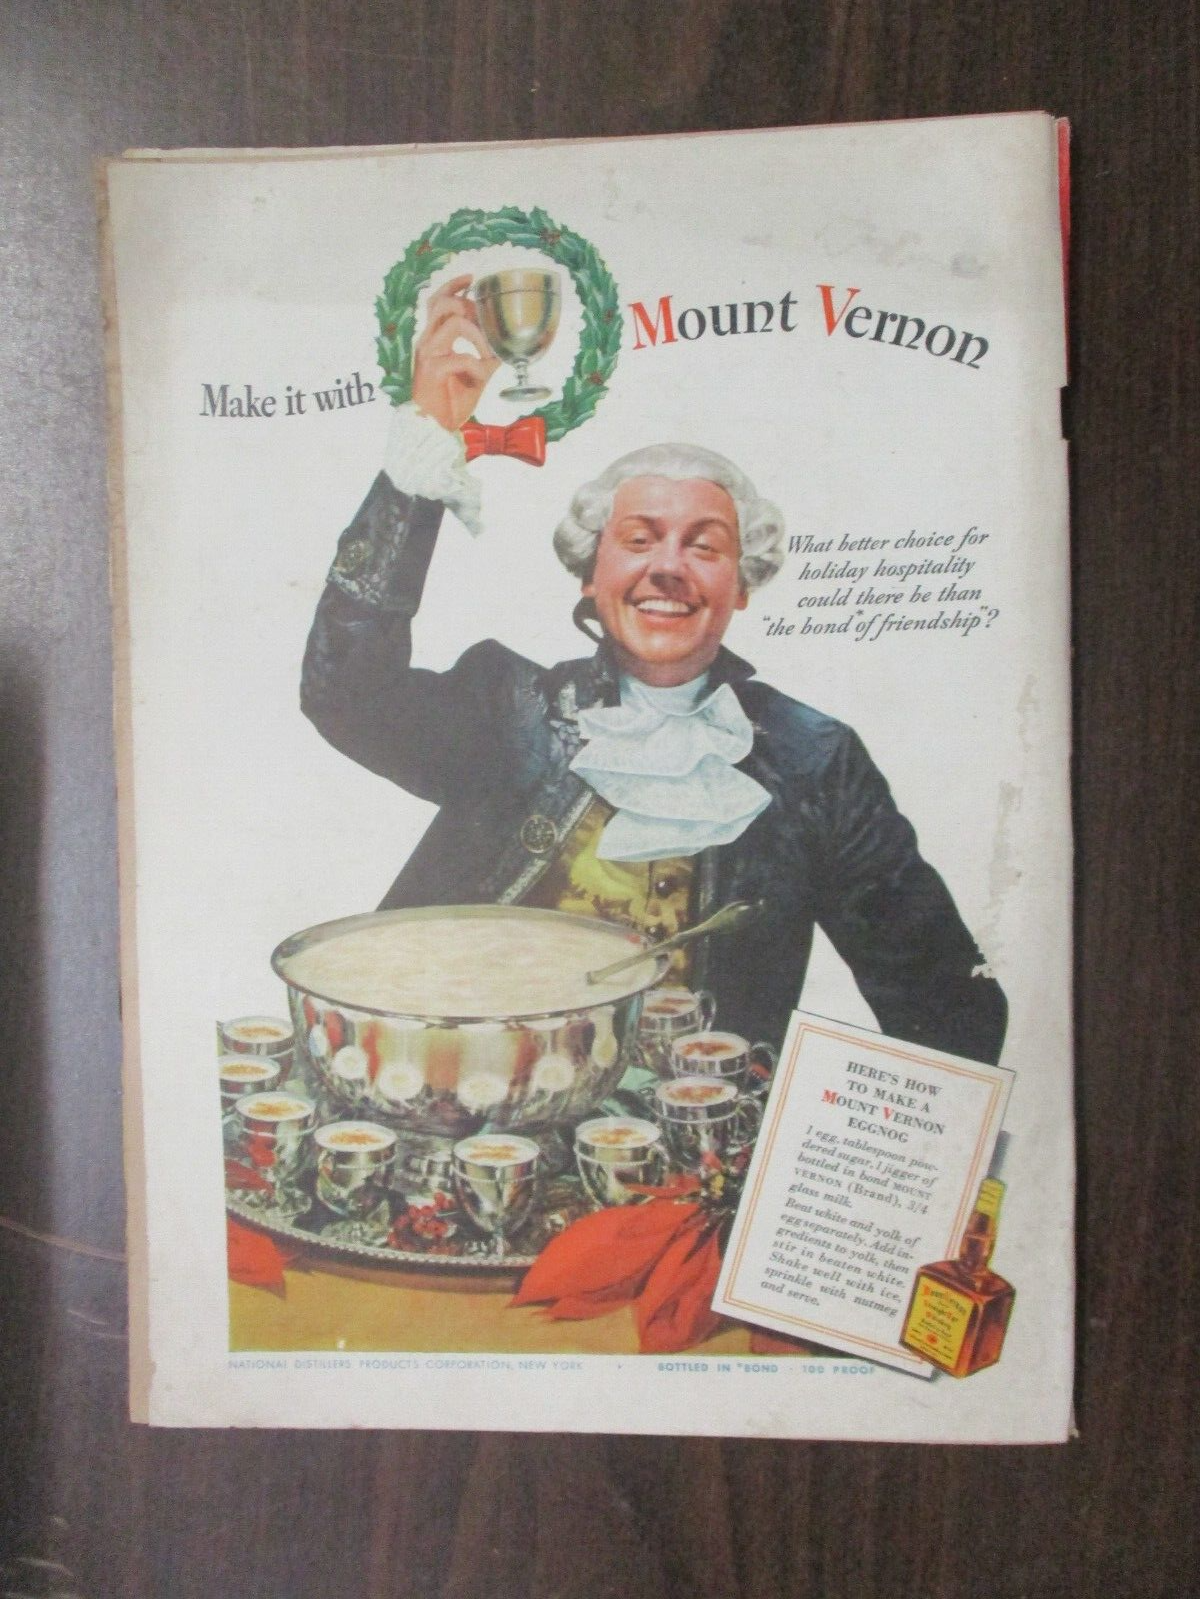 Make it with
Mount Vernon
What better choice for
holiday hospitality
could there be than
"the bond*of friendship"?
HERE'S HOW
TO MAKE A
MOUNT VERNON
EGGNOG
1 egg, tablespoon pow-
dered sugar, 1 jigger of
bottled in bond MOUNT
VERNON (Brand), 3/4
glass milk.
Beat white and yolk of
egg separately. Add in-
gredients to yolk, then
stir in beaten white.
Shake well with ice,
sprinkle with nutmeg
and serve.
NATIONAL DISTILLERS PRODUCTS CORPORATION, NEW YORK · BOTTLED IN *BOND · 100 PROOF